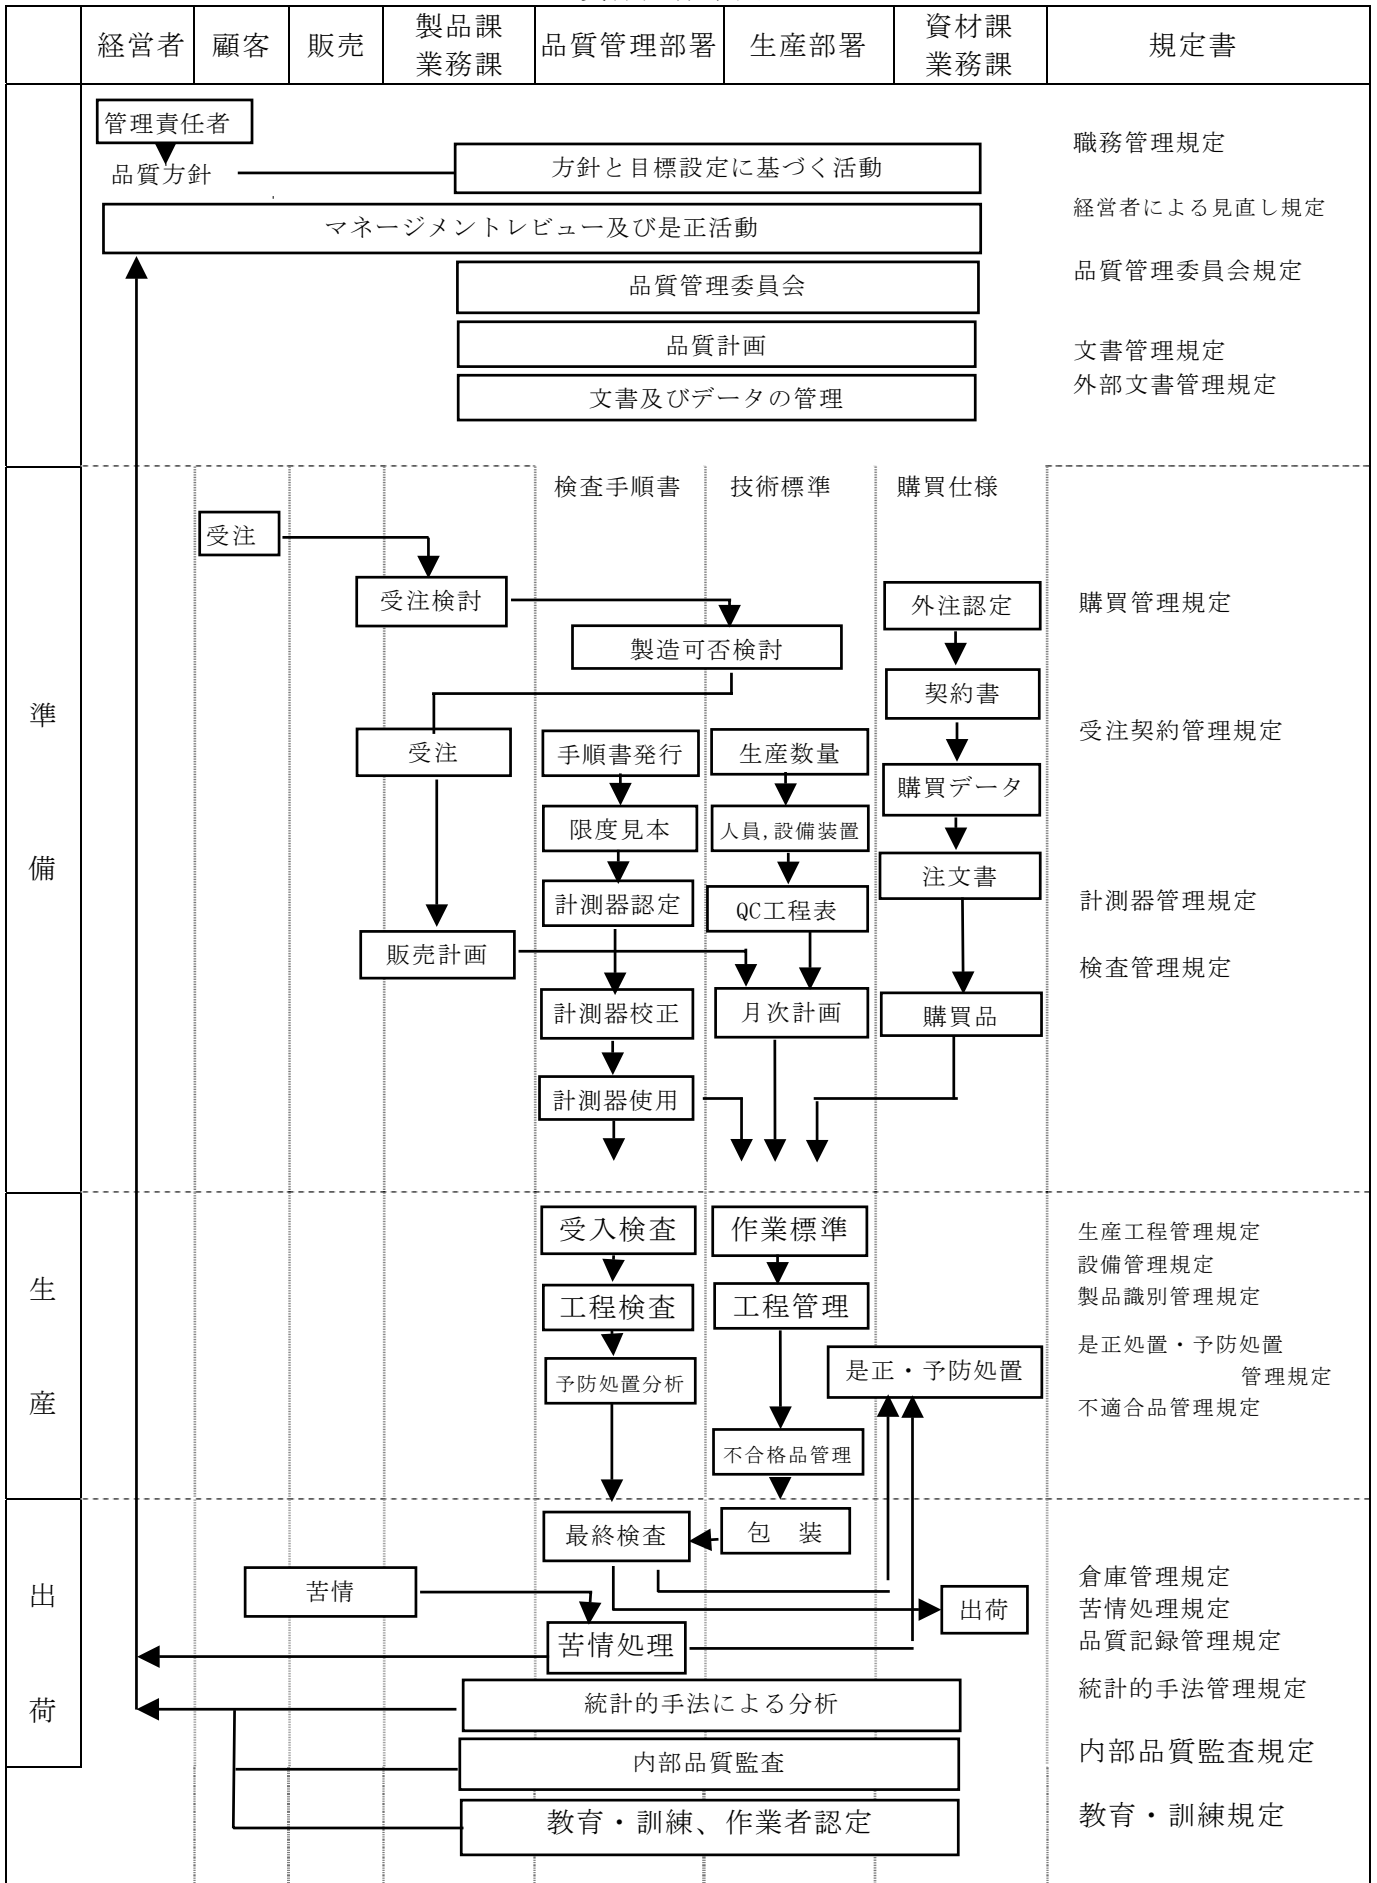 経営者
顧客
販売
製品課
業務課
品質管理部署
生産部署
資材課
業務課
規定書
管理責任者
品質方針
方針と目標設定に基づく活動
職務管理規定
マネージメントレビュー及び是正活動
経営者による見直し規定
品質管理委員会
品質管理委員会規定
品質計画
文書管理規定
文書及びデータの管理
外部文書管理規定
準
備
検査手順書
技術標準
購買仕様
受注
受注検討
外注認定
購買管理規定
製造可否検討
契約書
受注
手順書発行
生産数量
受注契約管理規定
購買データ
限度見本
人員,設備装置
注文書
計測器認定
QC工程表
計測器管理規定
販売計画
検査管理規定
計測器校正
月次計画
購買品
計測器使用
生
産
受入検査
作業標準
生産工程管理規定
設備管理規定
工程検査
工程管理
製品識別管理規定
是正処置・予防処置
管理規定
予防処置分析
是正・予防処置
不適合品管理規定
不合格品管理
出
荷
最終検査
包　装
苦情
出荷
倉庫管理規定
苦情処理規定
苦情処理
品質記録管理規定
統計的手法による分析
統計的手法管理規定
内部品質監査
内部品質監査規定
教育・訓練、作業者認定
教育・訓練規定